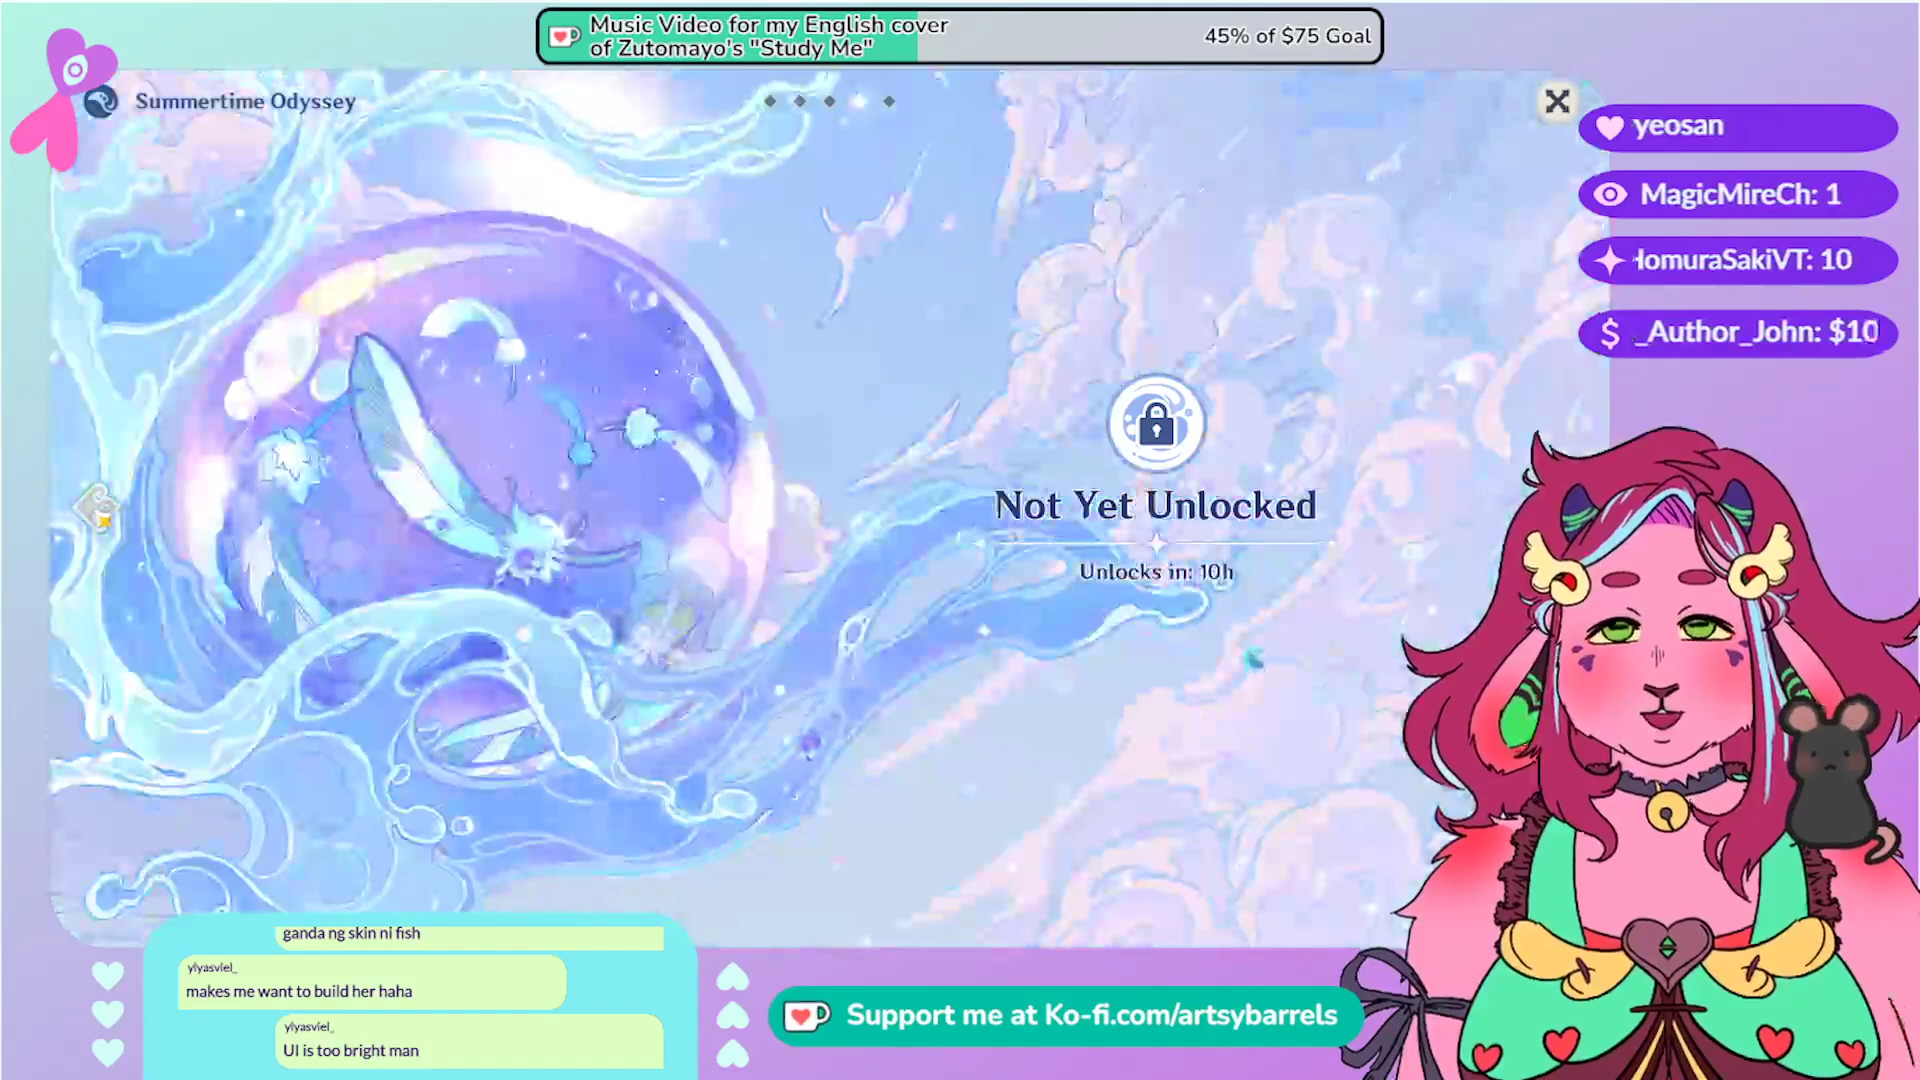 Music Video for my English cover
of Zutomayo's "Study Me"
45% of $75 Goal
Summertime Odyssey
yeosan
MagicMireCh: 1
HomuraSakiVT: 10
_Author_John: $10
Not Yet Unlocked
Unlocks in: 10h
ganda ng skin ni fish
ylyasviel_
makes me want to build her haha
ylyasviel_
UI is too bright man
Support me at Ko-fi.com/artsybarrels